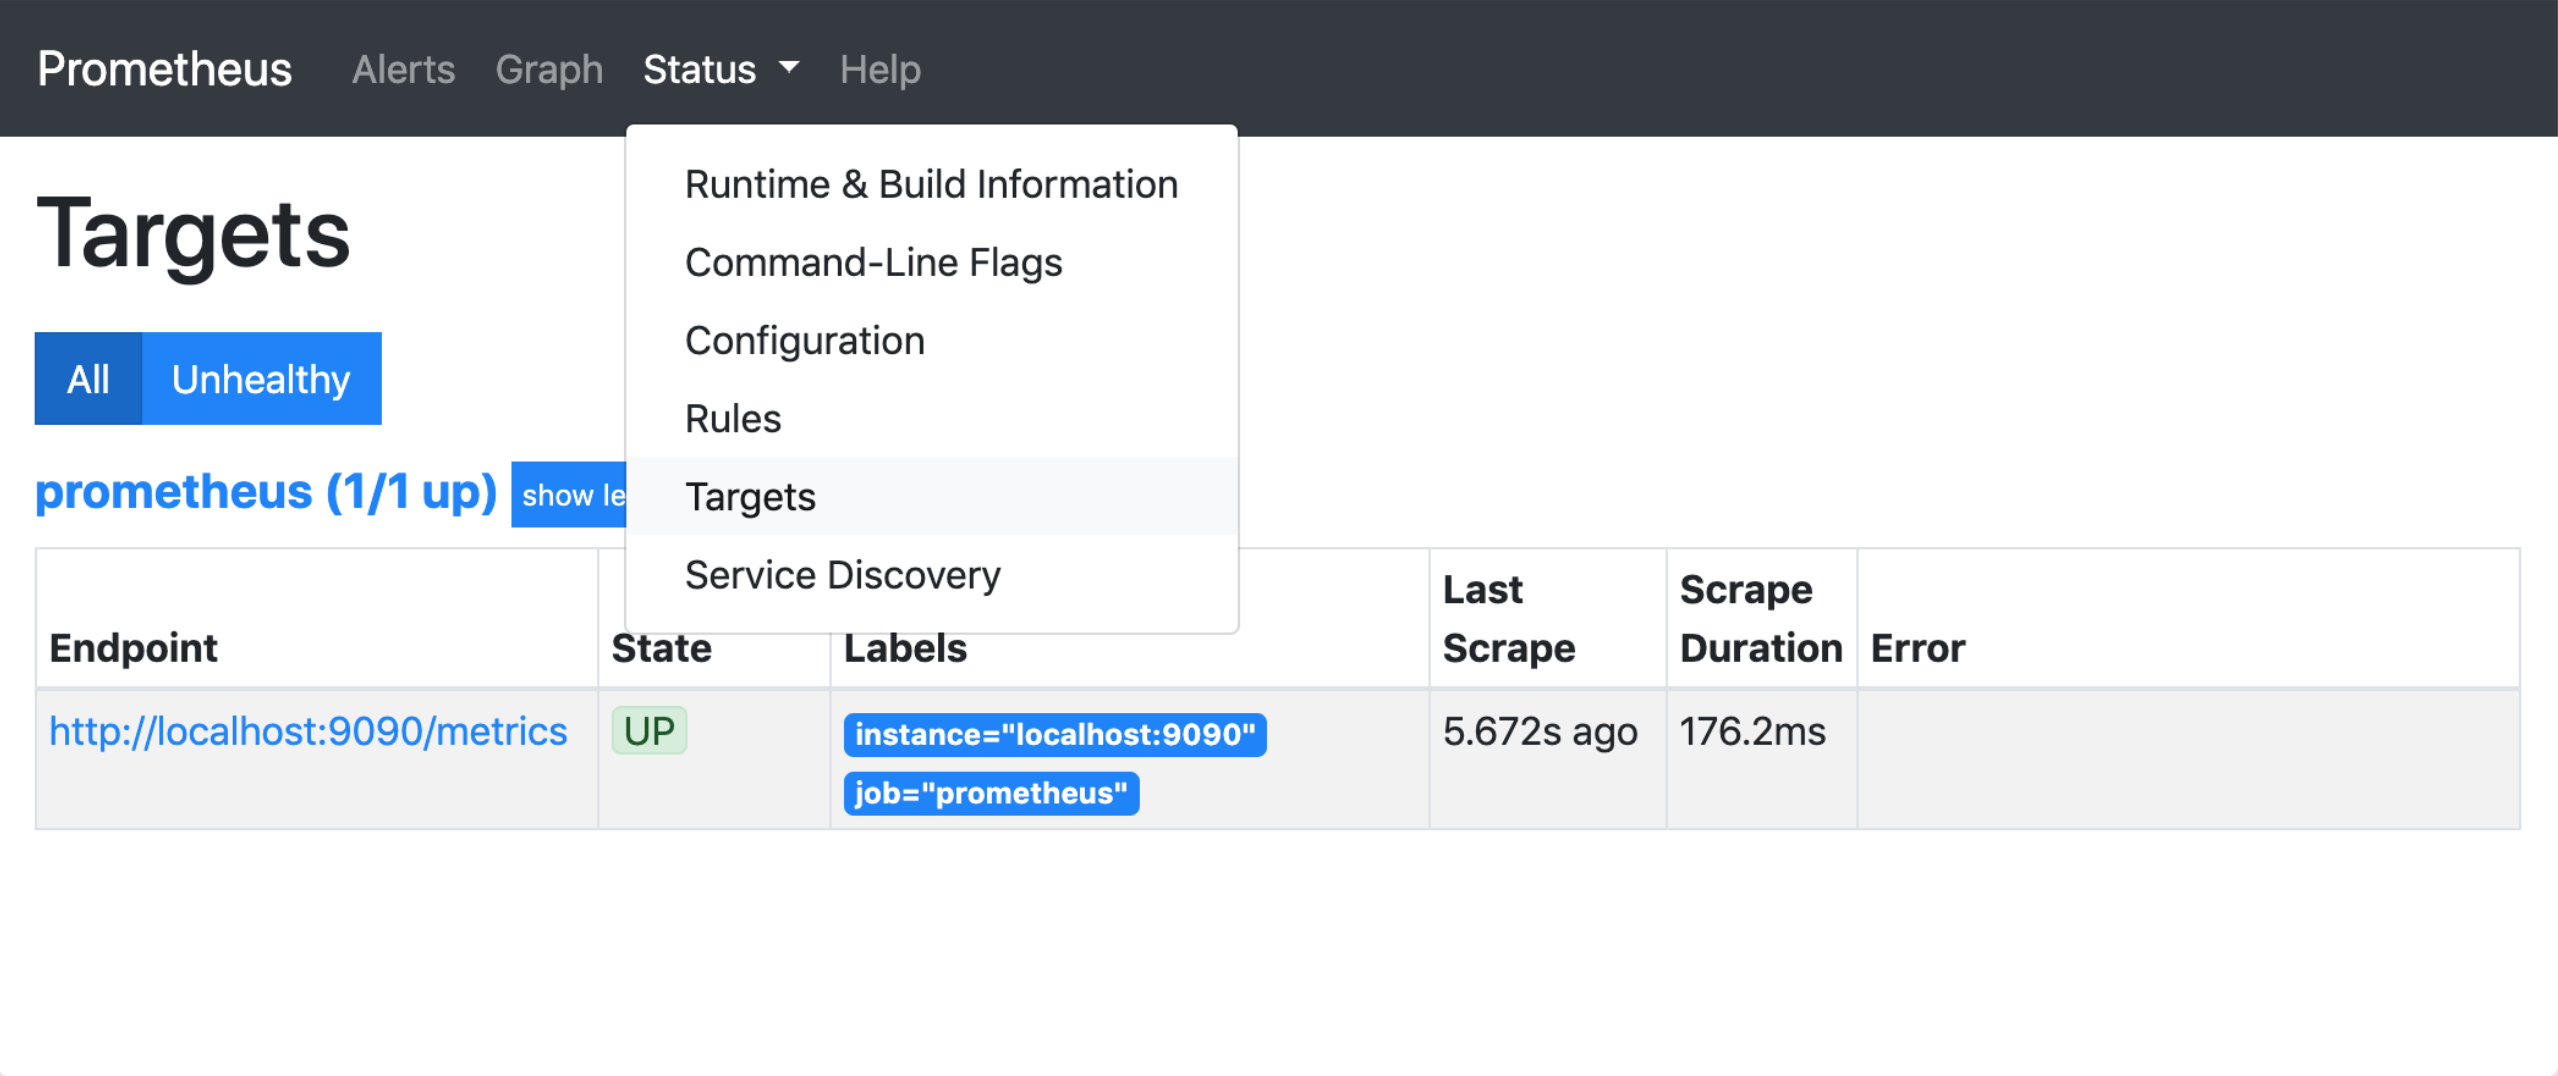 Prometheus Alerts Graph Status Help
Runtime & Build Information
Command-Line Flags
Configuration
Rules
Targets
Service Discovery
Targets
All Unhealthy
prometheus (1/1 up) show le
Endpoint State Labels Last Scrape Scrape Duration Error
http://localhost:9090/metrics UP instance="localhost:9090" 5.672s ago 176.2ms
job="prometheus"